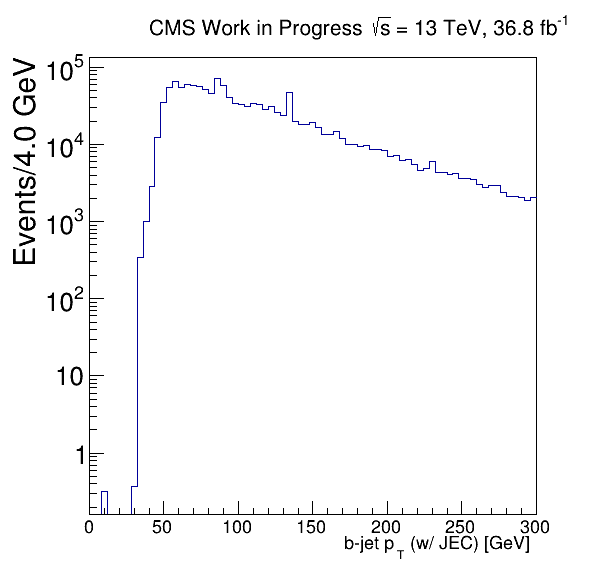 CMS Work in Progress √s = 13 TeV, 36.8 fb⁻¹
Events/4.0 GeV
10⁵
10⁴
10³
10²
10
1
0 50 100 150 200 250 300
b-jet p_T (w/ JEC) [GeV]